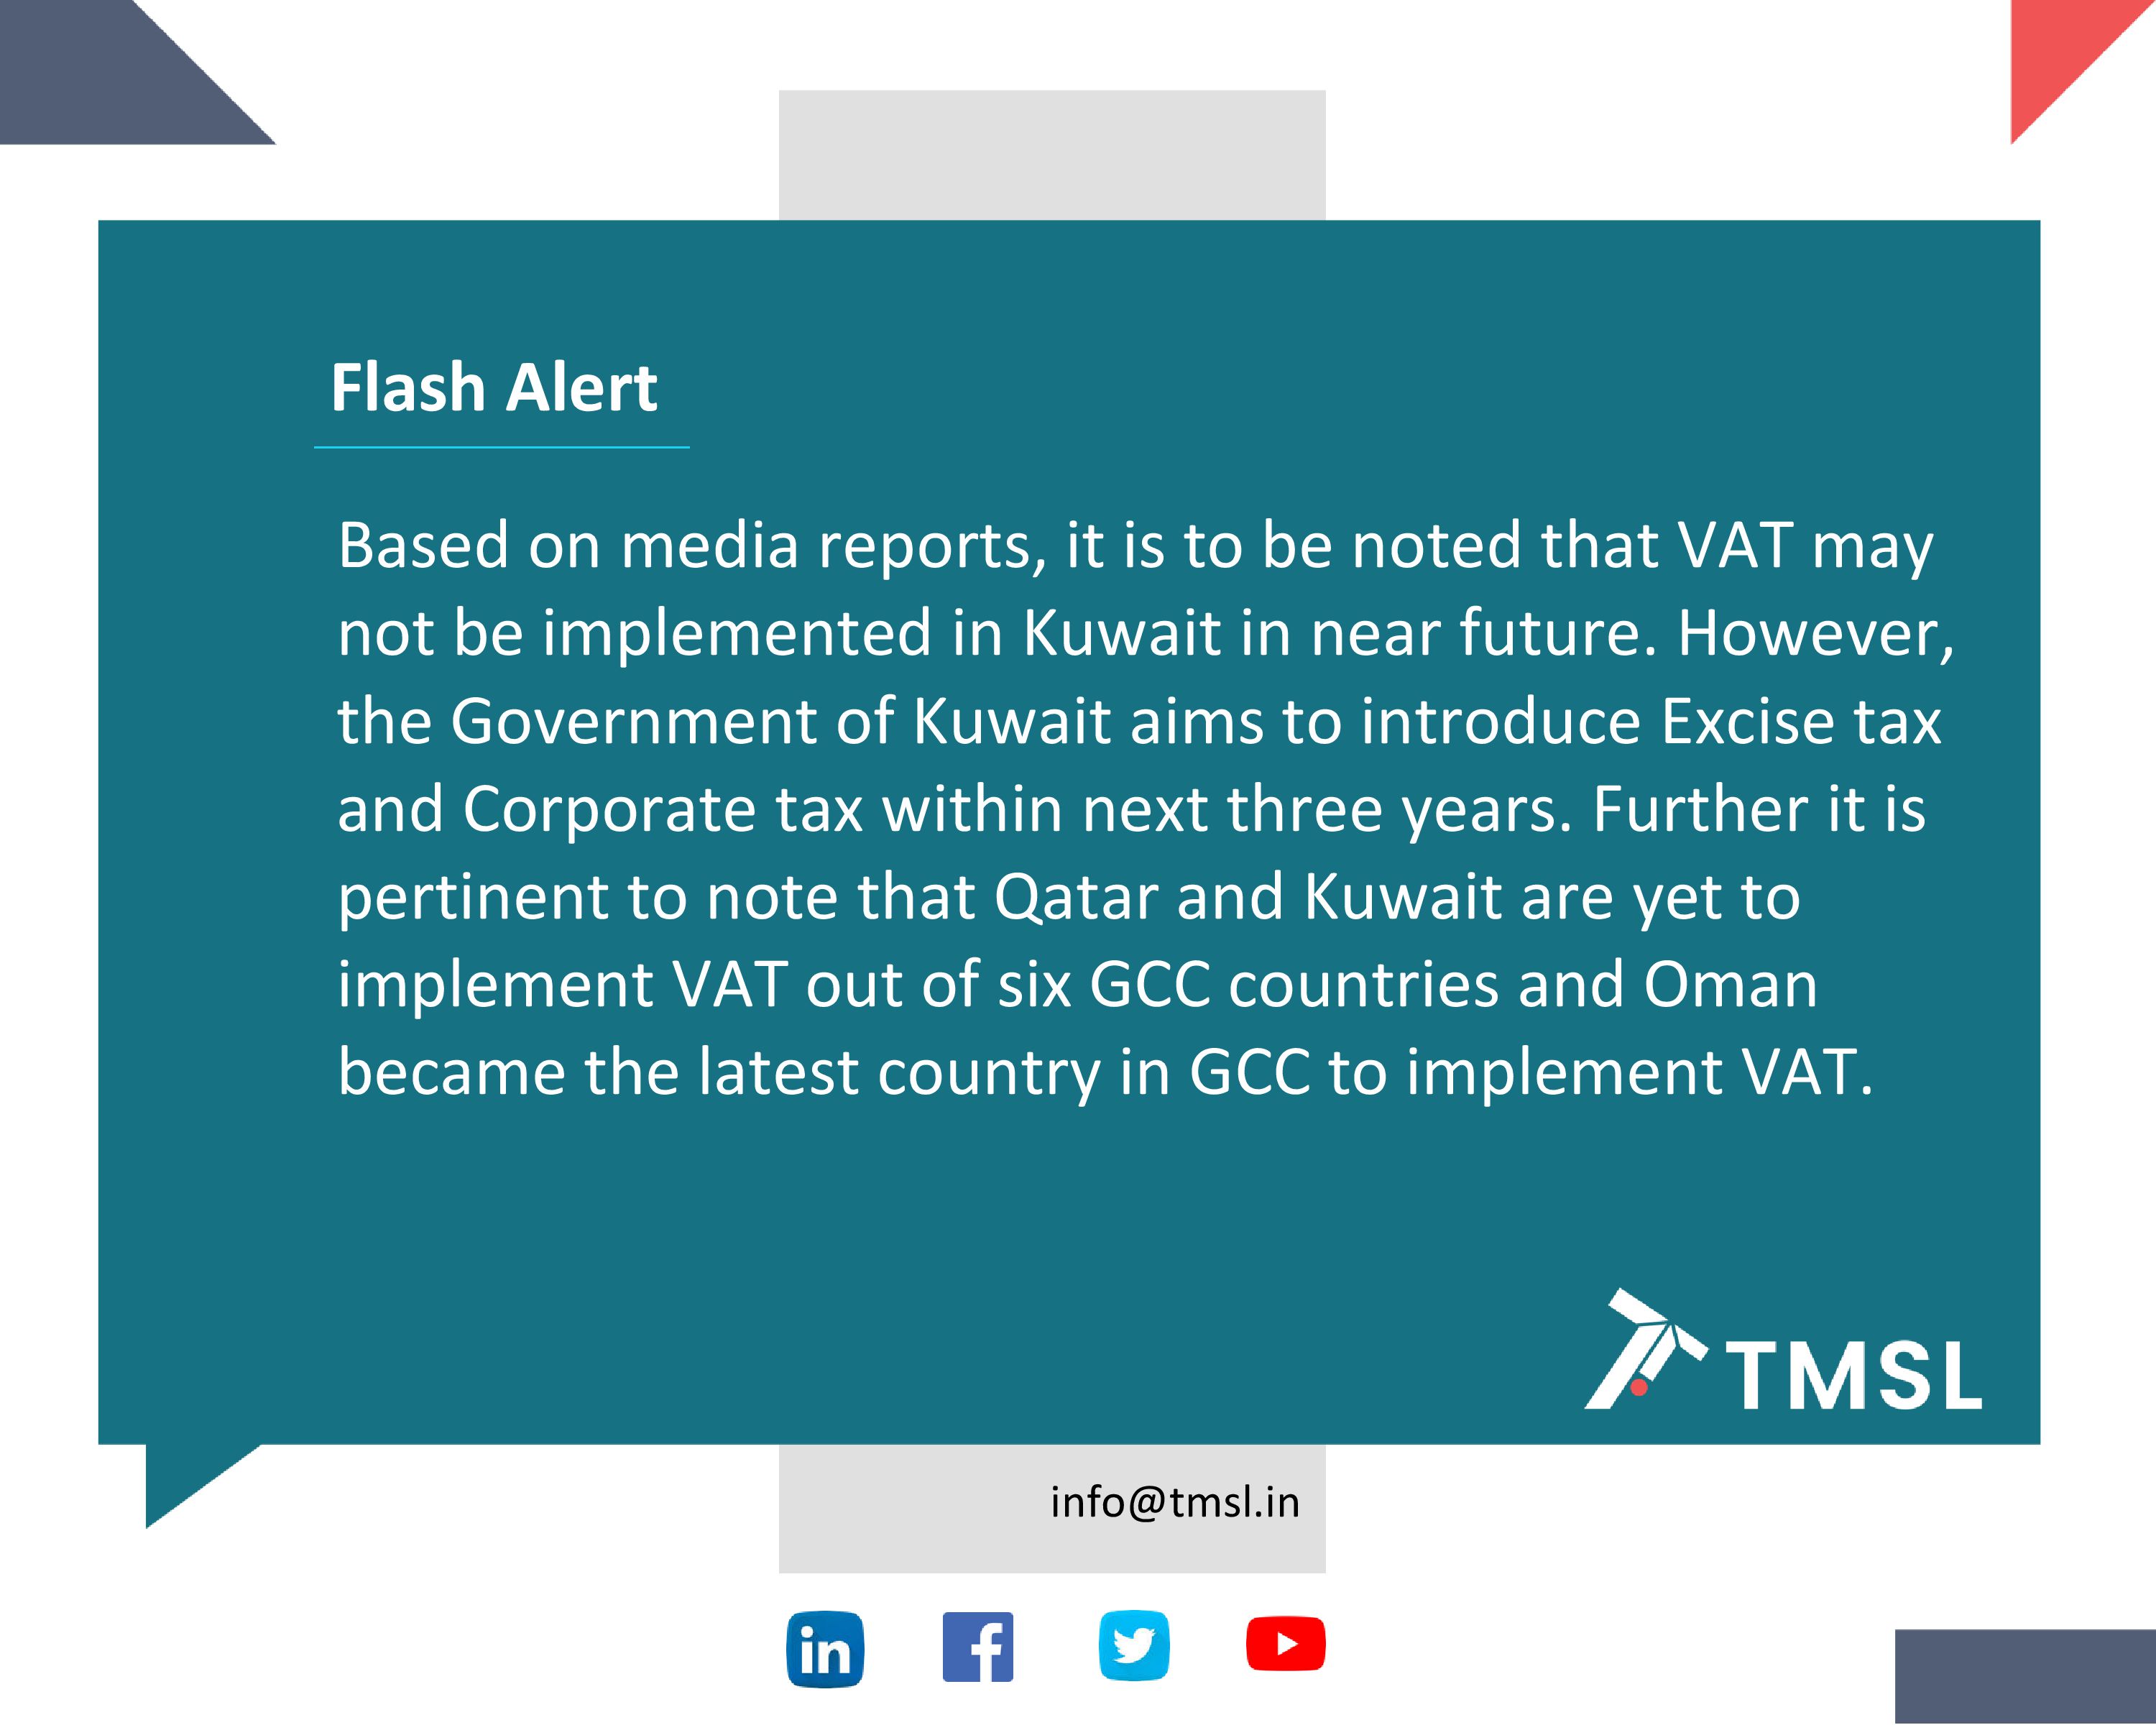 Flash Alert
Based on media reports, it is to be noted that VAT may
not be implemented in Kuwait in near future. However,
the Government of Kuwait aims to introduce Excise tax
and Corporate tax within next three years. Further it is
pertinent to note that Qatar and Kuwait are yet to
implement VAT out of six GCC countries and Oman
became the latest country in GCC to implement VAT.
TMSL
info@tmsl.in
in
f